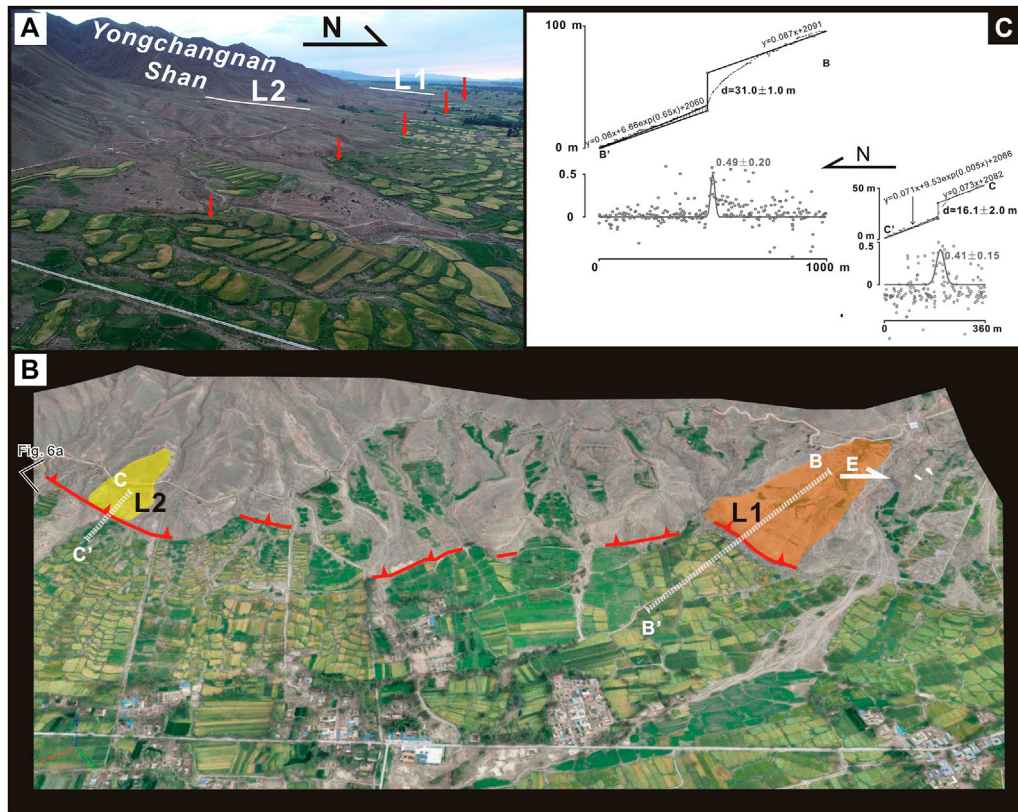 A
Yongchangnan
Shan
N
L2
L1
C
100 m
0 m
y=0.087x+2091
B
d=31.0±1.0 m
y=0.06x+6.66exp(0.65x)+2060
B'
0.49±0.20
0.5
0
0
1000 m
N
50 m
0 m
y=0.071x+9.53exp(0.005x)+2066
y=0.073x+2082
C
d=16.1±2.0 m
C'
0.5
0
0.41±0.15
0
360 m
B
Fig. 6a
C
L2
C'
B
E
L1
B'